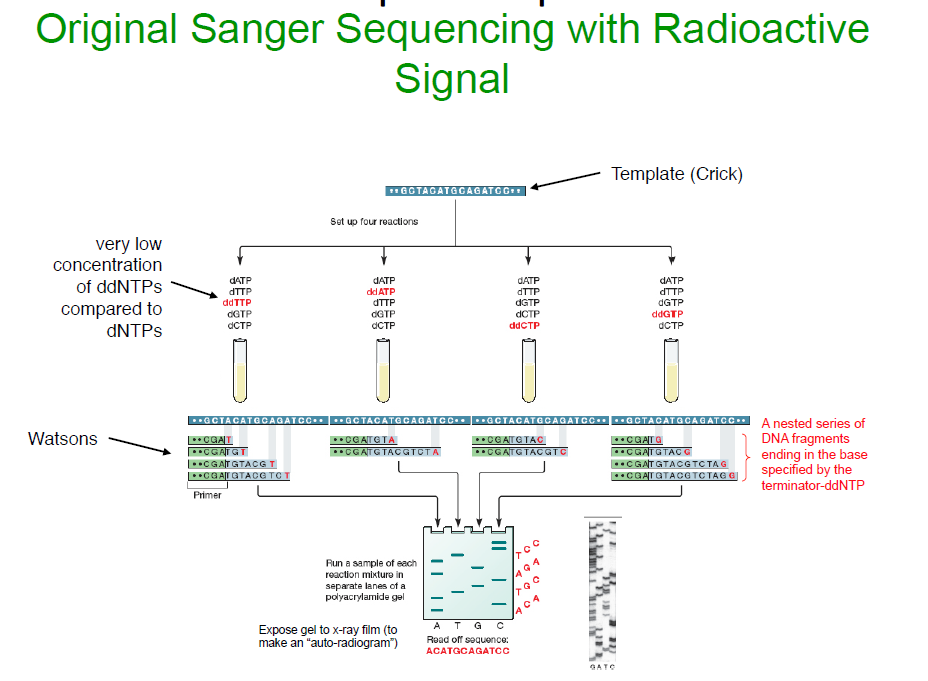 Original Sanger Sequencing with Radioactive
Signal
Template (Crick)
••GCTACATGCAGATCC••
Set up four reactions
very low
concentration
of ddNTPs
compared to
dNTPs
dATP
dTTP
ddTTP
dGTP
dCTP
dATP
ddATP
dTTP
dGTP
dCTP
dATP
dTTP
dGTP
dCTP
ddCTP
dATP
dTTP
dGTP
ddGTP
dCTP
Watsons
••GCTACATGCAGATCC••
••CGAT
••CGATGT
••CGATGTACGT
••CGATGTACGTCT
Primer
••GCTACATGCAGATCC••
••CGATGTA
••CGATGTACGTCTA
••GCTACATGCAGATCC••
••CGATGTAC
••CGATGTACGTC
••GCTACATGCAGATCC••
••CGATG
••CGATGTACG
••CGATGTACGTCTAG
••CGATGTACGTCTAGG
A nested series of
DNA fragments
ending in the base
specified by the
terminator-ddNTP
Run a sample of each
reaction mixture in
separate lanes of a
polyacrylamide gel
C
C
T
A
G
A
C
G
T
A
C
A
A T G C
Expose gel to x-ray film (to
make an “auto-radiogram”)
Read off sequence:
ACATGCAGATCC
G A T C